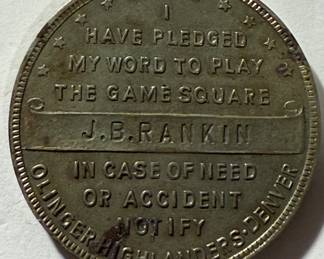 I
HAVE PLEDGED
MY WORD TO PLAY
THE GAME SQUARE
J.B.RANKIN
IN CASE OF NEED
OR ACCIDENT
NOTIFY
OLINGER HIGHLANDERS·DENVER